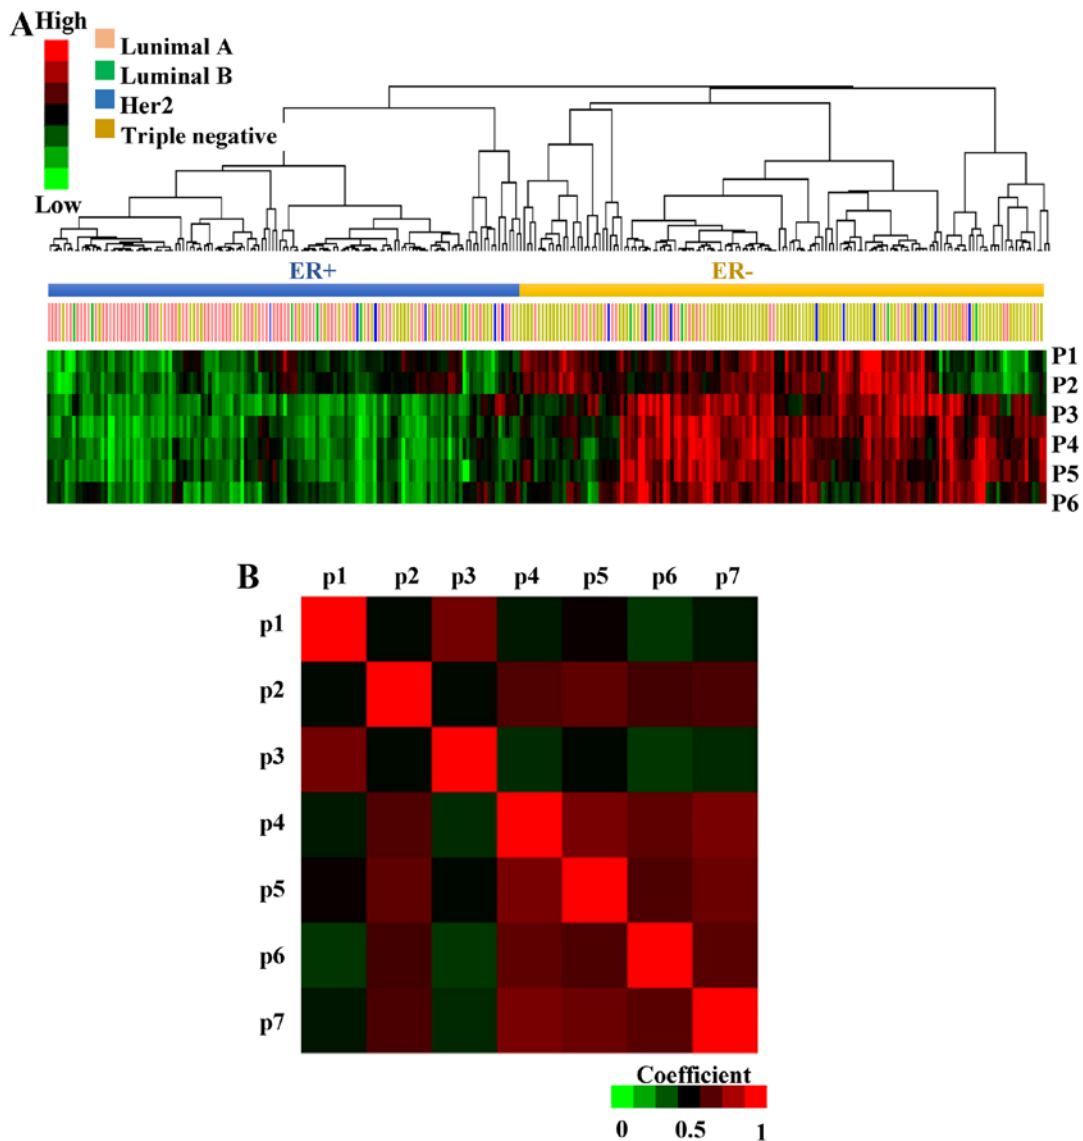 A High
Lunimal A
Luminal B
Her2
Triple negative
Low
ER+ ER-
P1
P2
P3
P4
P5
P6
B p1 p2 p3 p4 p5 p6 p7
p1
p2
p3
p4
p5
p6
p7
Coefficient
0 0.5 1